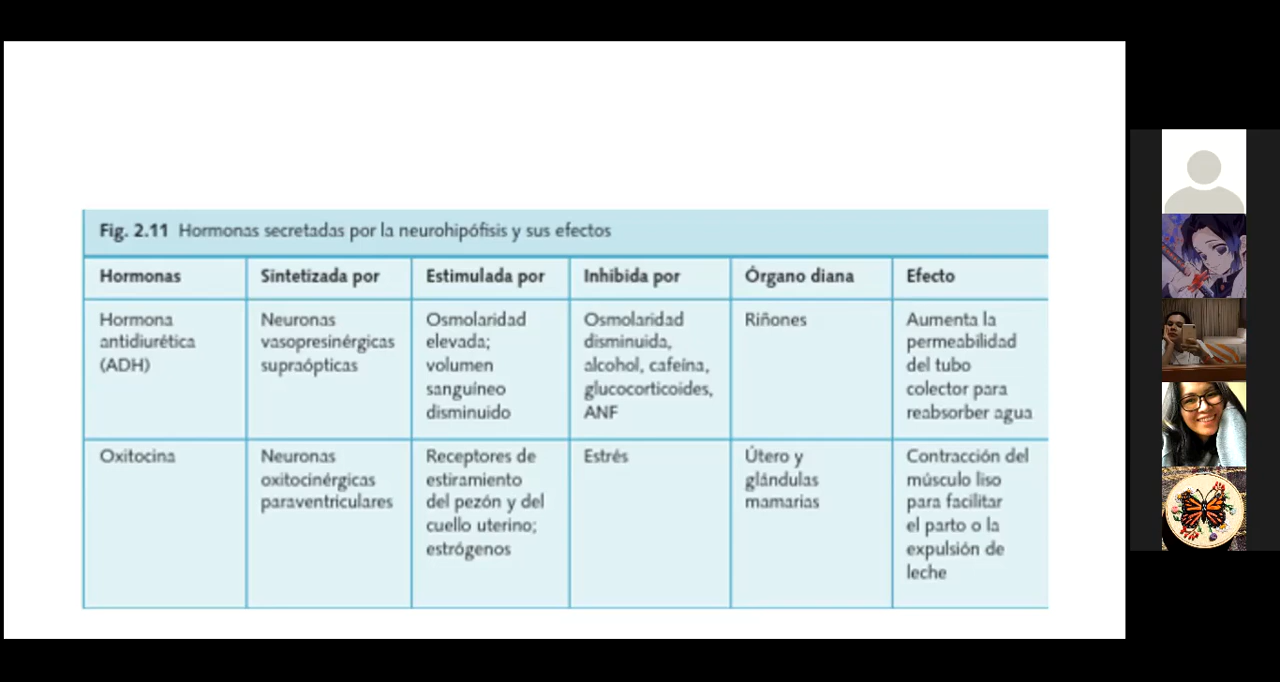 Fig. 2.11 Hormonas secretadas por la neurohipófisis y sus efectos
Hormonas
Sintetizada por
Estimulada por
Inhibida por
Órgano diana
Efecto
Hormona
antidiurética
(ADH)
Neuronas
vasopresinérgicas
supraópticas
Osmolaridad
elevada;
volumen
sanguíneo
disminuido
Osmolaridad
disminuida,
alcohol, cafeína,
glucocorticoides,
ANF
Riñones
Aumenta la
permeabilidad
del tubo
colector para
reabsorber agua
Oxitocina
Neuronas
oxitocinérgicas
paraventriculares
Receptores de
estiramiento
del pezón y del
cuello uterino;
estrógenos
Estrés
Útero y
glándulas
mamarias
Contracción del
músculo liso
para facilitar
el parto o la
expulsión de
leche